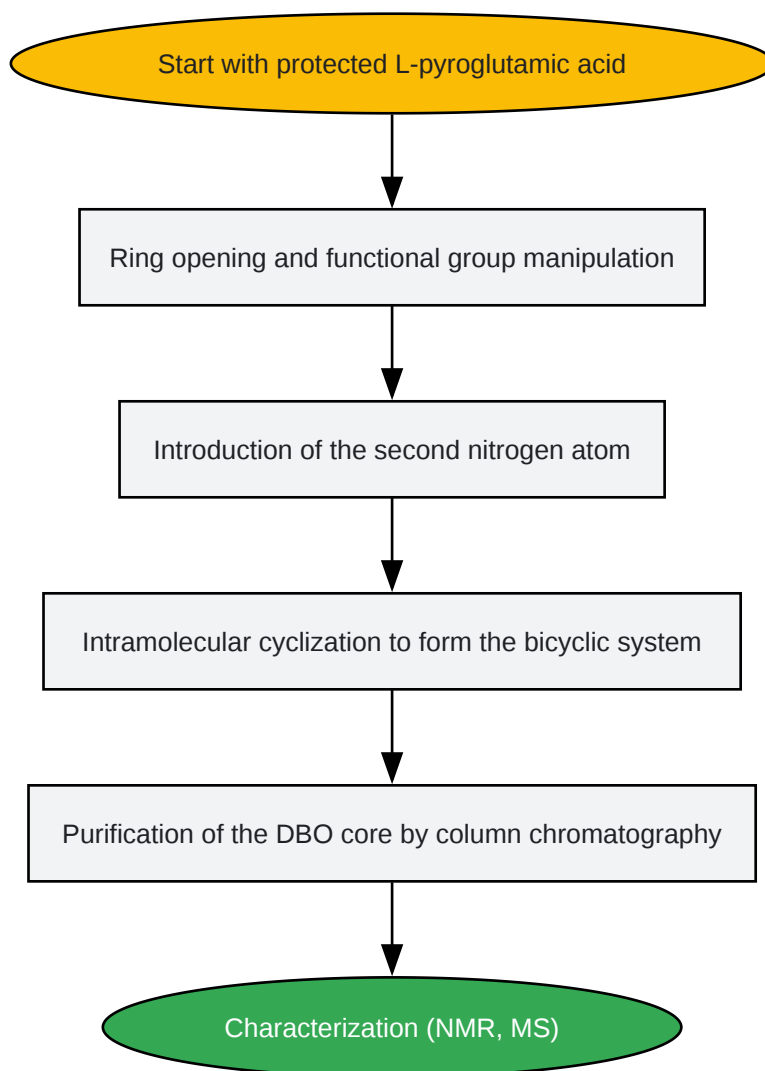 Start with protected L-pyroglutamic acid
Ring opening and functional group manipulation
Introduction of the second nitrogen atom
Intramolecular cyclization to form the bicyclic system
Purification of the DBO core by column chromatography
Characterization (NMR, MS)